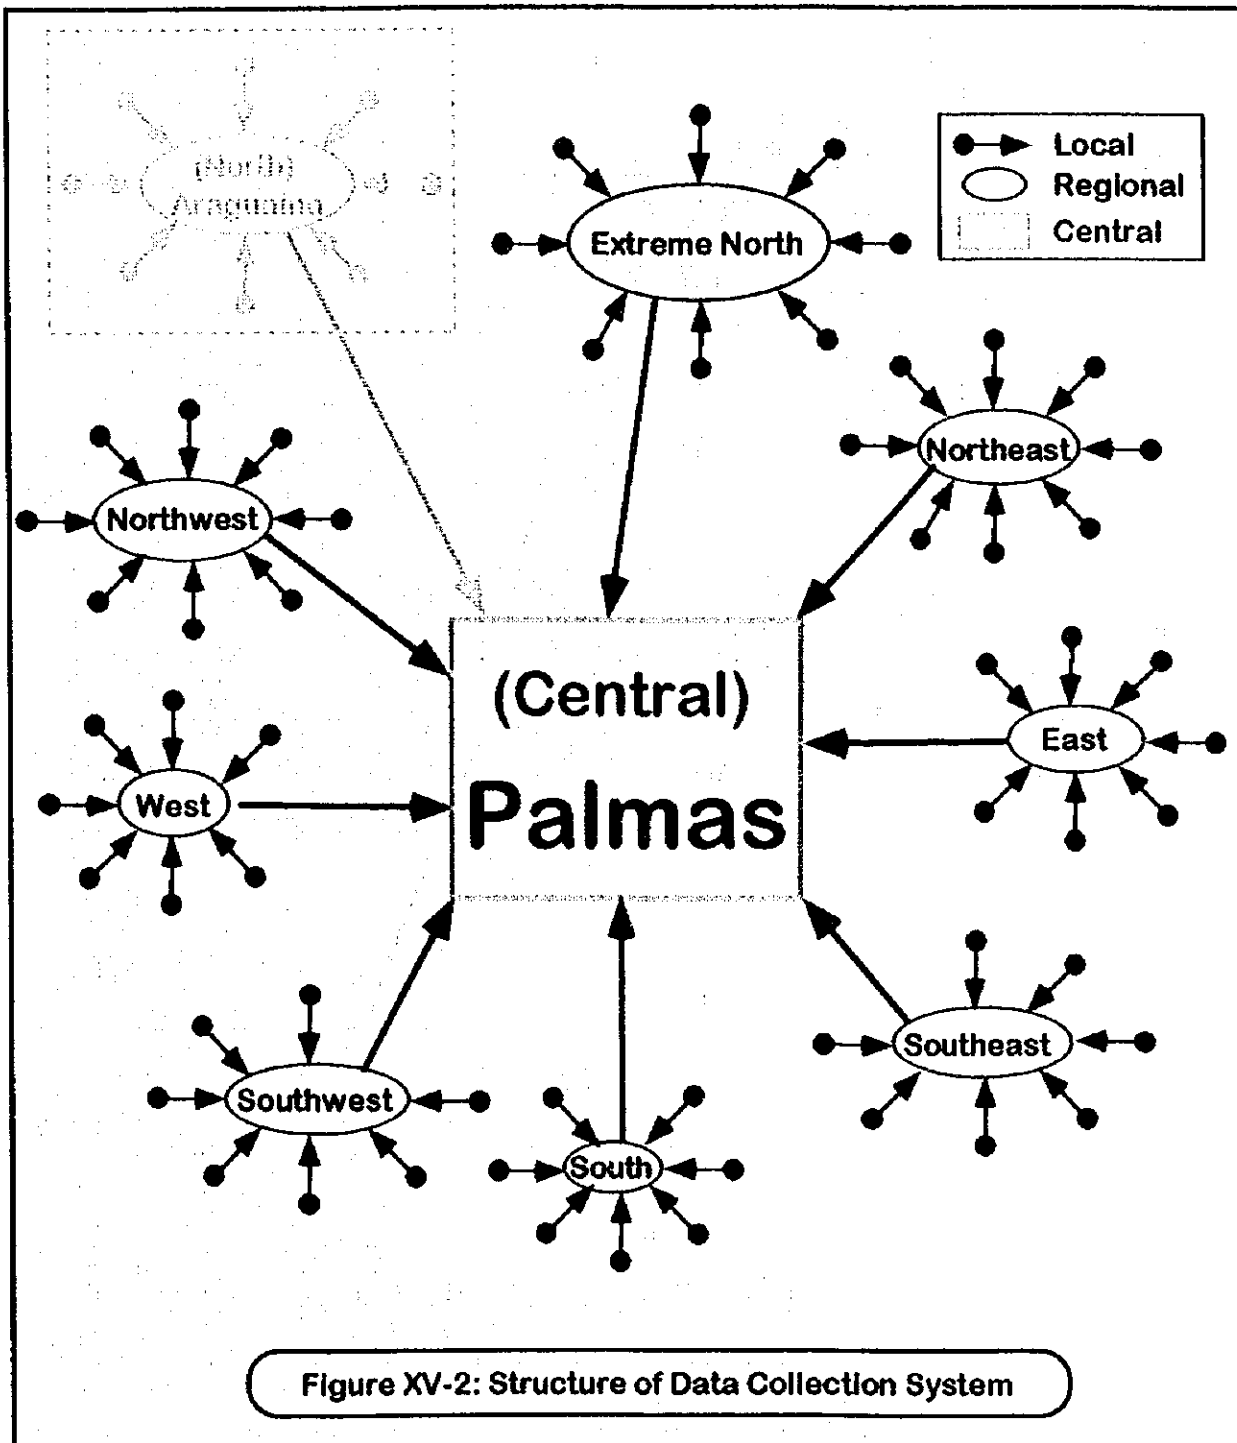 (North)
Araguaina
Extreme North
Local
Regional
Central
Northeast
Northwest
(Central)
Palmas
East
West
Southeast
Southwest
South
Figure XV-2: Structure of Data Collection System